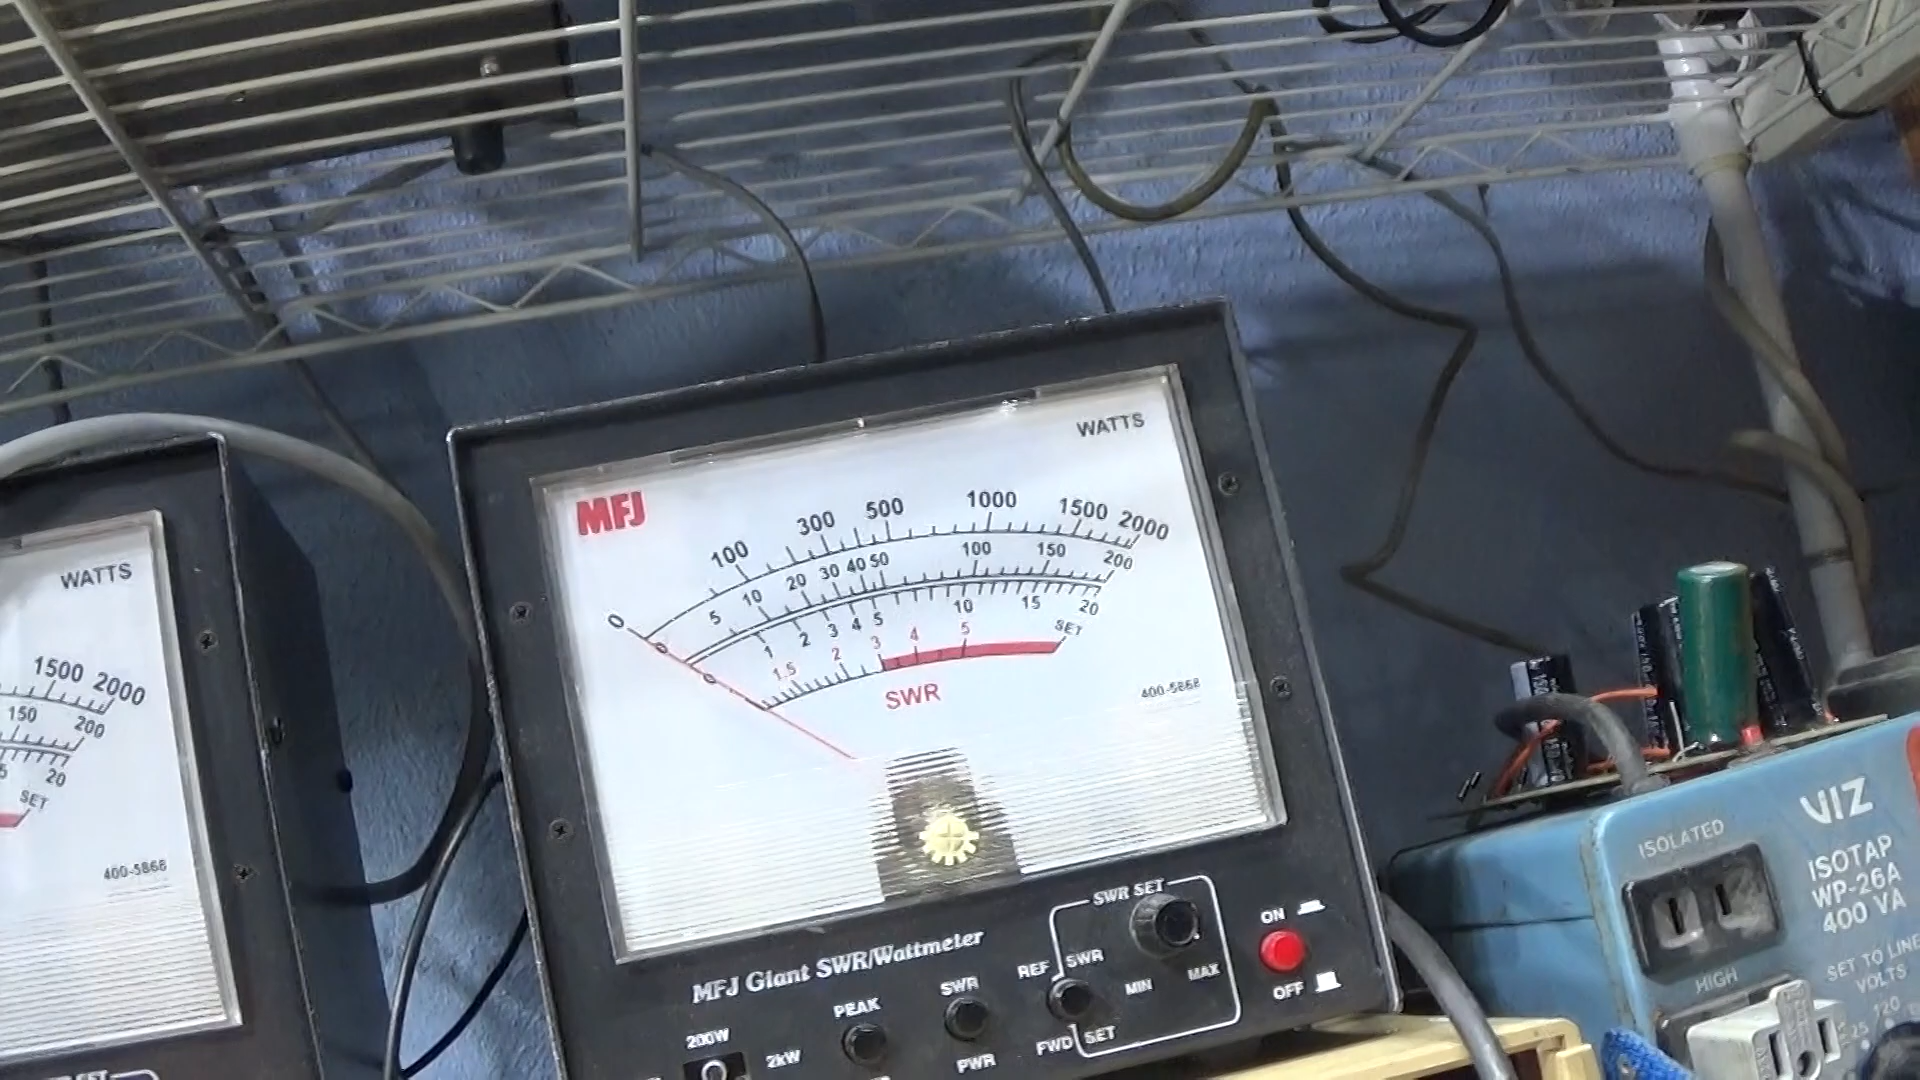 WATTS
1500 2000
150 200
20
SET
400-5868
MFJ
WATTS
0 100 300 500 1000 1500 2000
0 5 10 20 30 40 50 100 150 200
0 1 2 3 4 5 10 15 20
1.5 2 3 4 5 SET
SWR
400-5868
MFJ Giant SWR/Wattmeter
SWR SET
ON
OFF
REF SWR
MIN MAX
FWD SET
SWR
PWR
PEAK
200W
2kW
VIZ
ISOLATED
ISOTAP
WP-26A
400 VA
HIGH
SET TO LINE
VOLTS
120